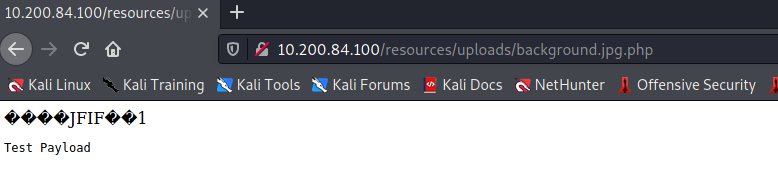 10.200.84.100/resources/up
10.200.84.100/resources/uploads/background.jpg.php
Kali Linux Kali Training Kali Tools Kali Forums Kali Docs NetHunter Offensive Security
����JFIF��1
Test Payload